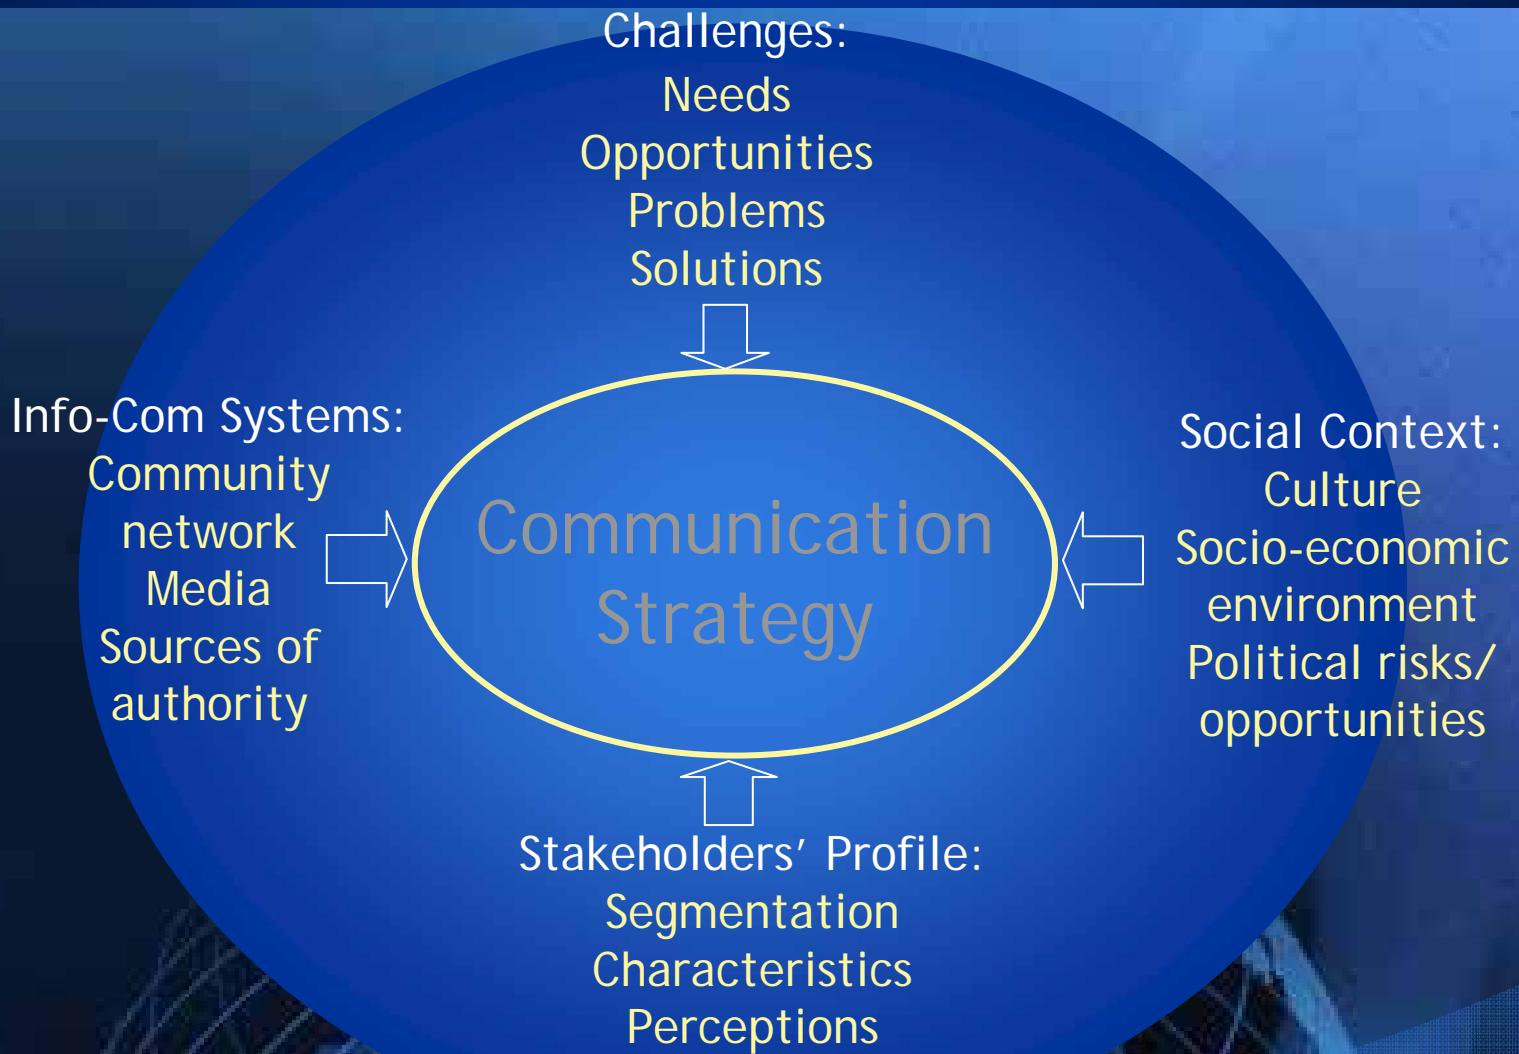 Challenges:
Needs
Opportunities
Problems
Solutions
Info-Com Systems:
Community
network
Media
Sources of
authority
Communication
Strategy
Social Context:
Culture
Socio-economic
environment
Political risks/
opportunities
Stakeholders’ Profile:
Segmentation
Characteristics
Perceptions